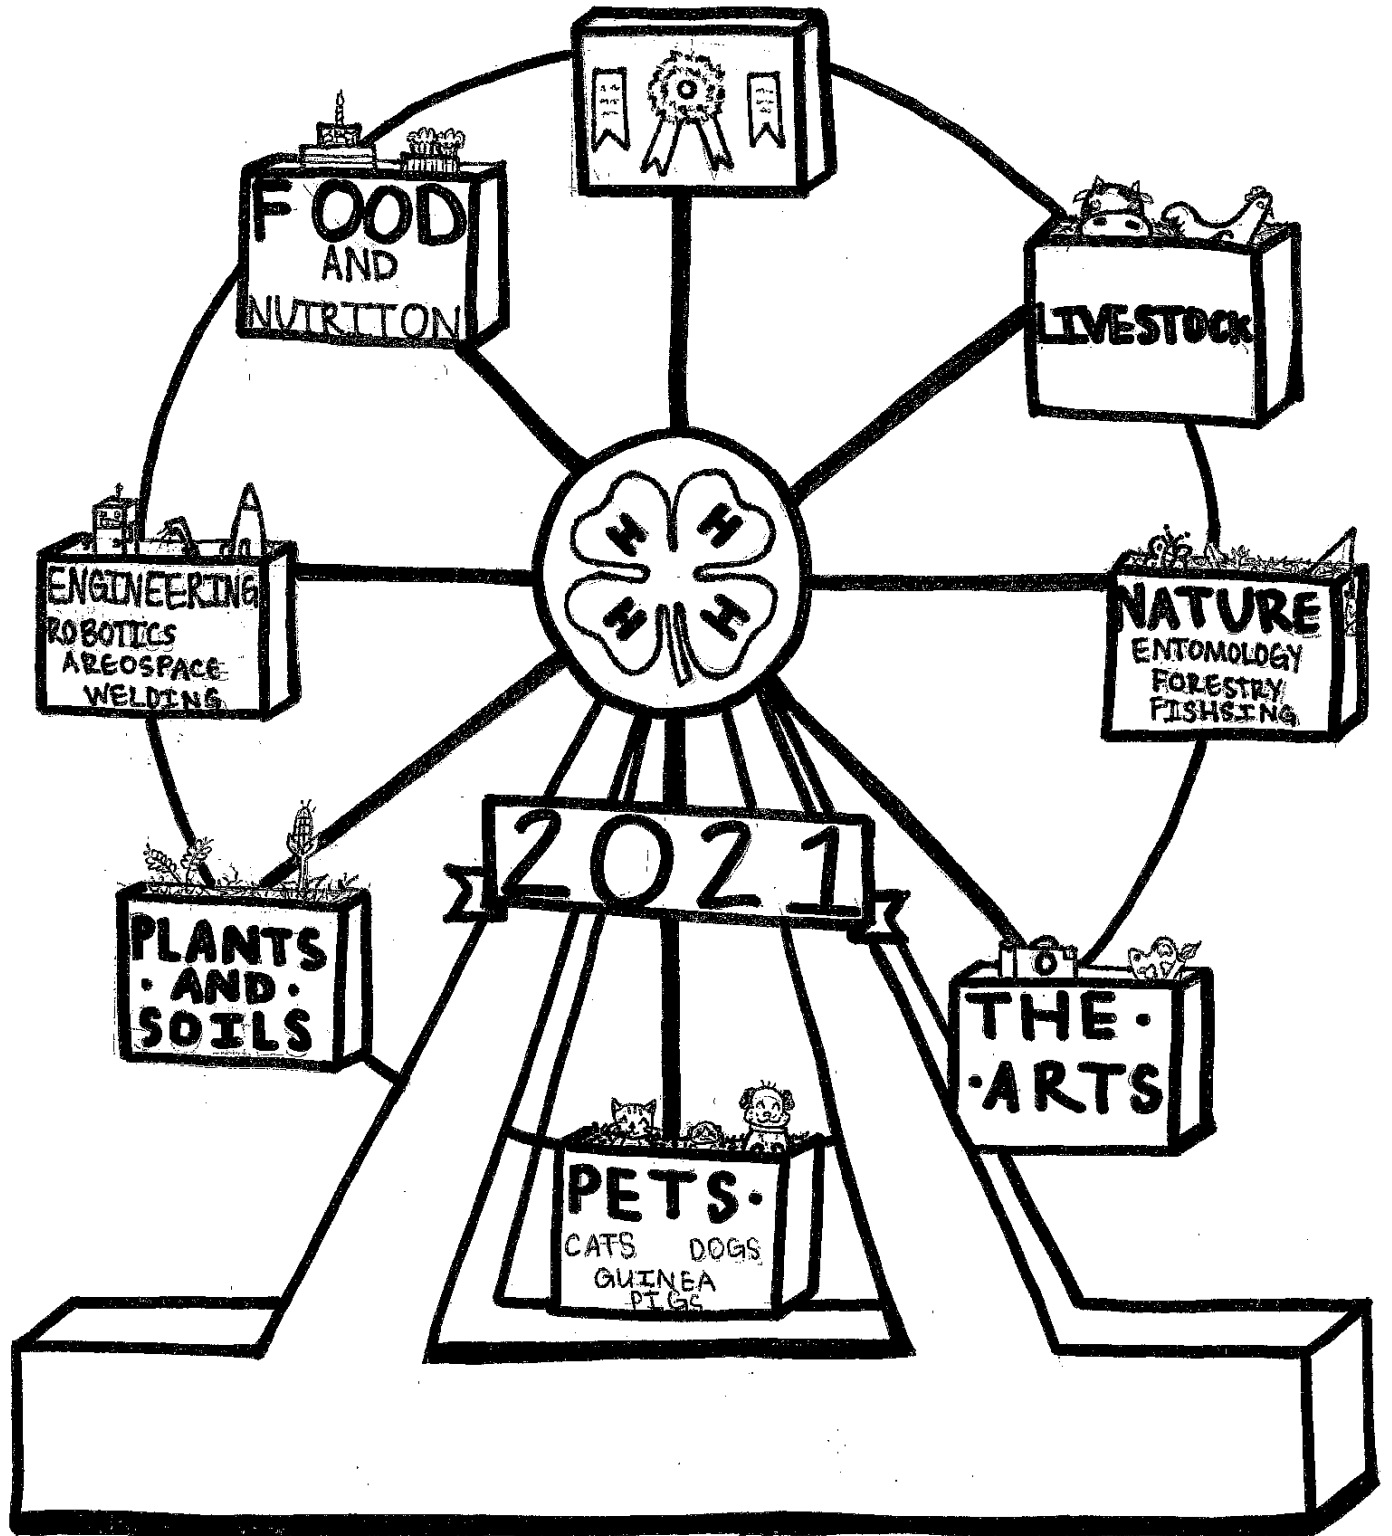 FOOD
AND
NUTRITON
LIVESTOCK
H H
H H
ENGINEERING
ROBOTICS
AREOSPACE
WELDING
NATURE
ENTOMOLOGY
FORESTRY
FISHSING
2021
PLANTS
· AND ·
SOILS
THE ·
· ARTS
PETS ·
CATS DOGS
GUINEA
PIGS